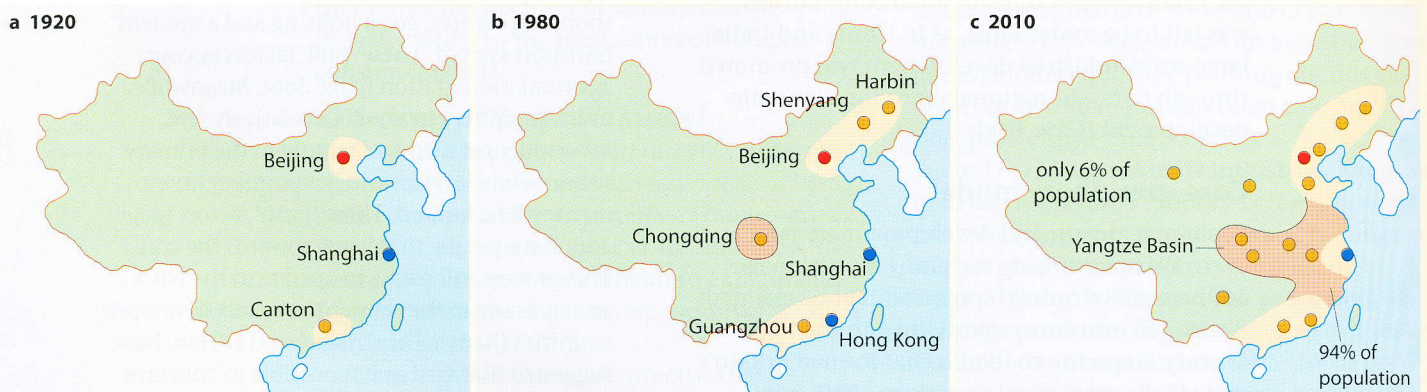 a 1920
Beijing
Shanghai
Canton
b 1980
Harbin
Shenyang
Beijing
Chongqing
Shanghai
Guangzhou
Hong Kong
c 2010
only 6% of
population
Yangtze Basin
94% of
population